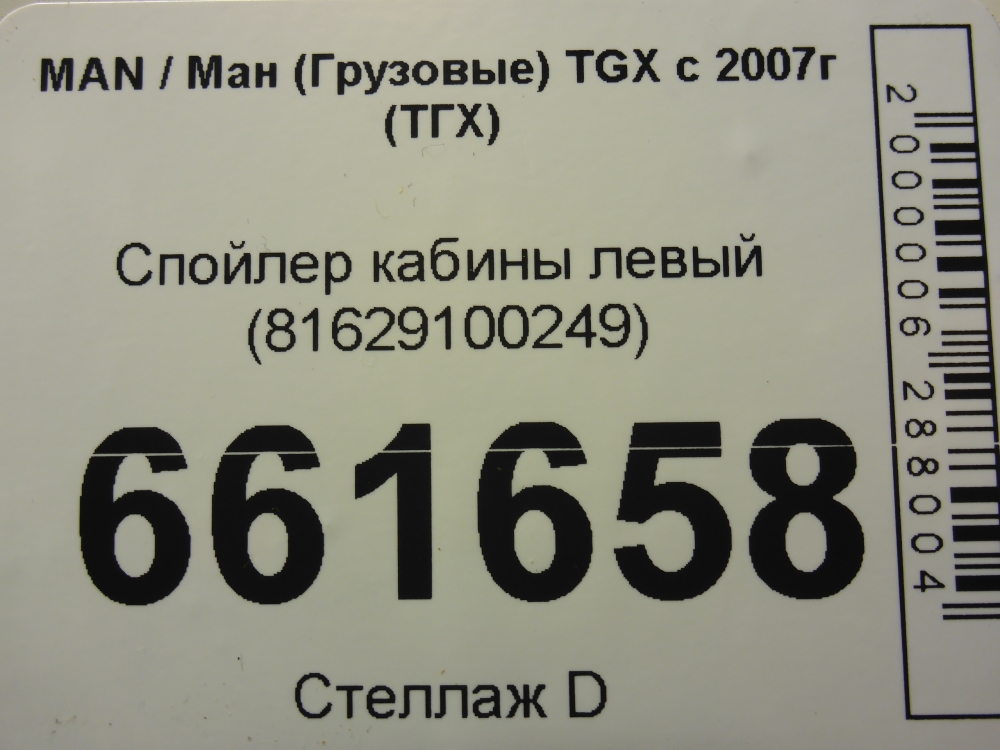 MAN / Ман (Грузовые) TGX с 2007г
(ТГХ)
Спойлер кабины левый
(81629100249)
661658
Стеллаж D
2000006288004